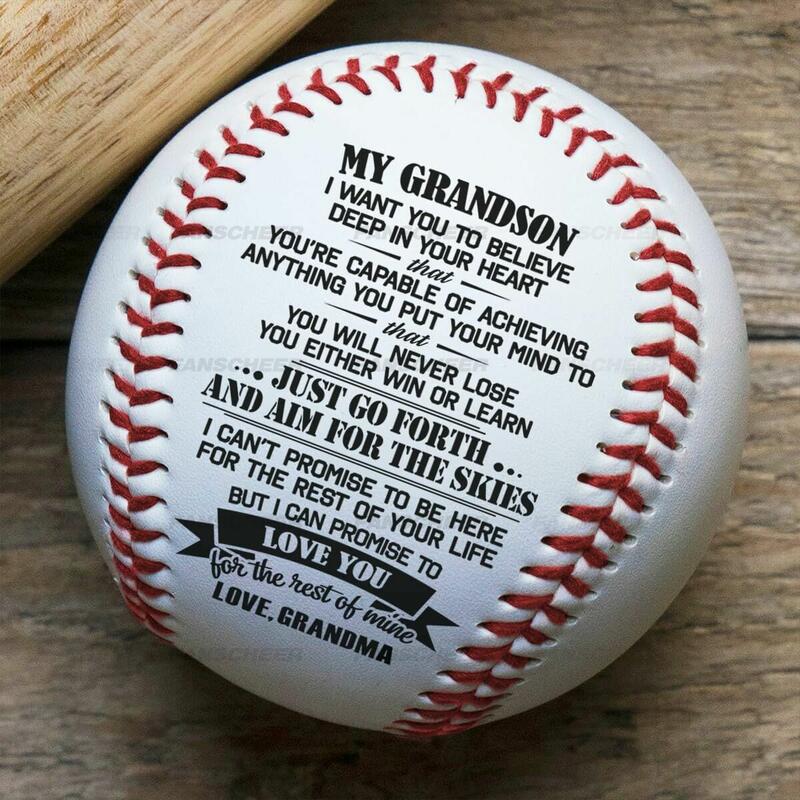 MY GRANDSON
I WANT YOU TO BELIEVE
DEEP IN YOUR HEART
that
YOU'RE CAPABLE OF ACHIEVING
ANYTHING YOU PUT YOUR MIND TO
that
YOU WILL NEVER LOSE
YOU EITHER WIN OR LEARN
... JUST GO FORTH ...
AND AIM FOR THE SKIES
I CAN'T PROMISE TO BE HERE
FOR THE REST OF YOUR LIFE
BUT I CAN PROMISE TO
LOVE YOU
for the rest of mine
LOVE, GRANDMA
FANSCHEER